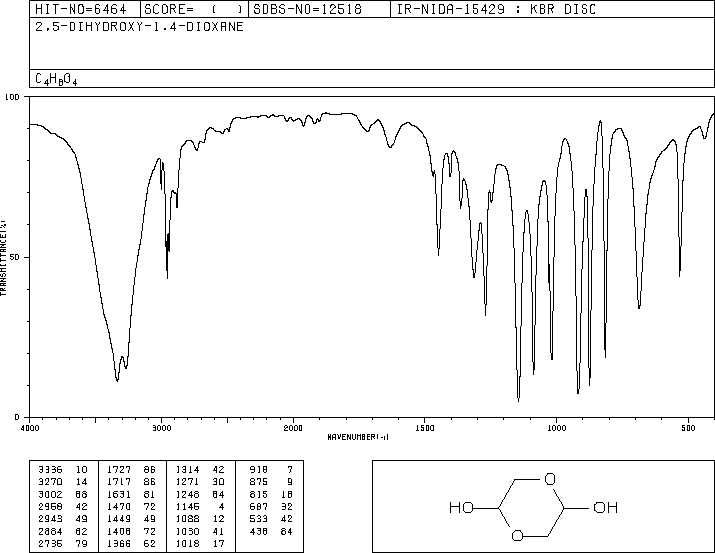 HIT-NO=6464 SCORE= ( ) SDBS-NO=12518 IR-NIDA-15429 : KBR DISC
2,5-DIHYDROXY-1,4-DIOXANE
C4H8O4
100
50
0
TRANSMITTANCE(%)
4000 3000 2000 1500 1000 500
WAVENUMBER(-1)
3336 10 1727 86 1314 42 918 7
3270 14 1717 86 1271 30 875 9
3002 68 1631 81 1248 64 815 18
2958 42 1470 72 1146 4 687 32
2943 49 1449 49 1088 12 533 42
2884 62 1408 72 1030 41 438 84
2735 79 1366 62 1018 17
O
HO OH
O